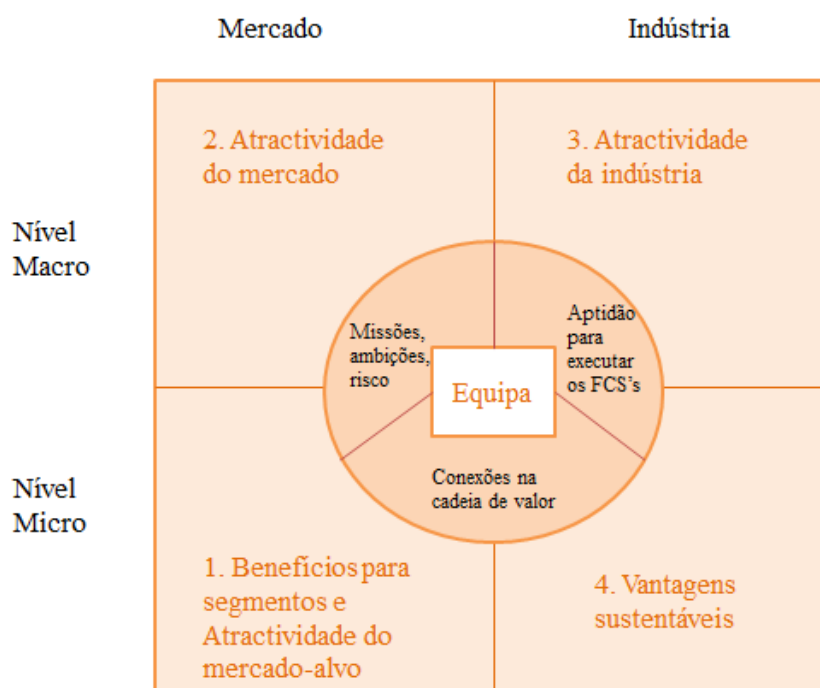 Mercado
Indústria
2. Atractividade
do mercado
3. Atractividade
da indústria
Nível
Macro
Missões,
ambições,
risco
Aptidão
para
executar
os FCS's
Equipa
Conexões na
cadeia de valor
Nível
Micro
1. Benefícios para
segmentos e
Atractividade do
mercado-alvo
4. Vantagens
sustentáveis